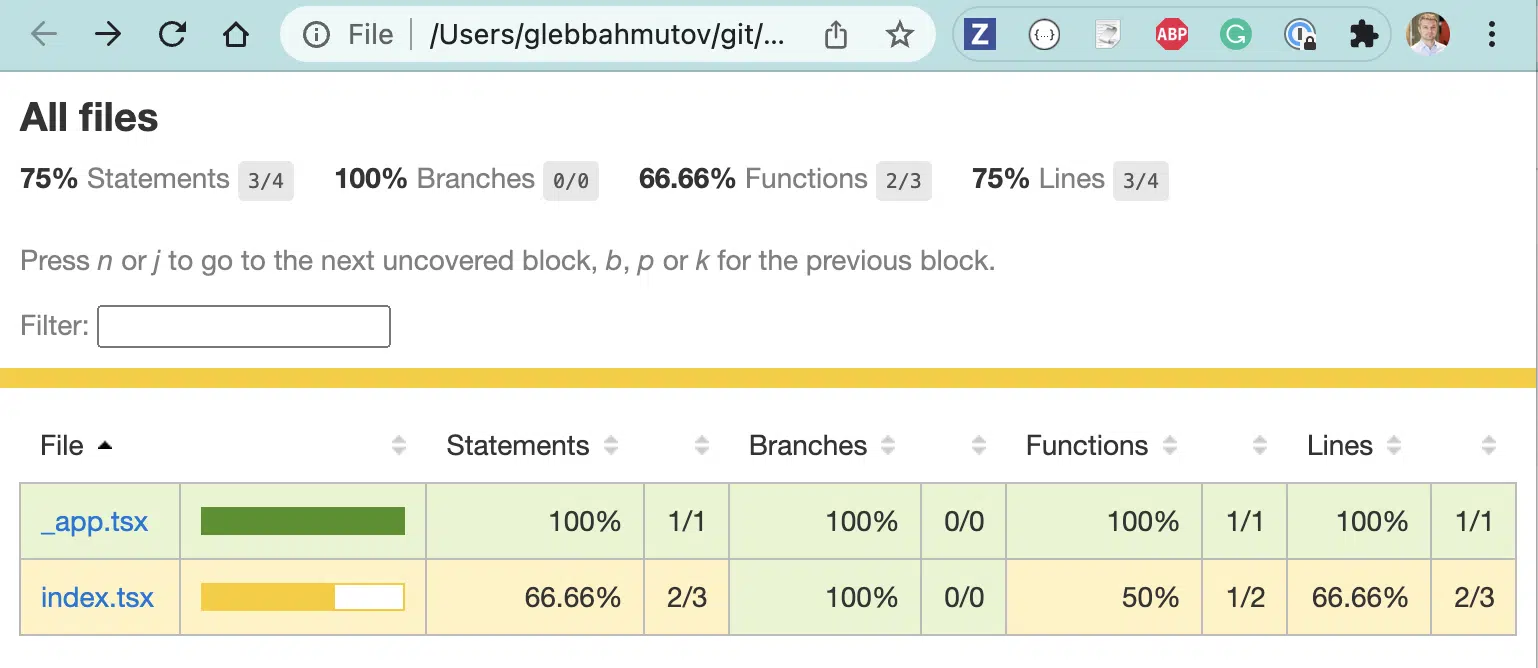 File /Users/glebbahmutov/git/... Z {...} ABP G
All files
75% Statements 3/4 100% Branches 0/0 66.66% Functions 2/3 75% Lines 3/4
Press n or j to go to the next uncovered block, b, p or k for the previous block.
Filter:
File Statements Branches Functions Lines
_app.tsx 100% 1/1 100% 0/0 100% 1/1 100% 1/1
index.tsx 66.66% 2/3 100% 0/0 50% 1/2 66.66% 2/3